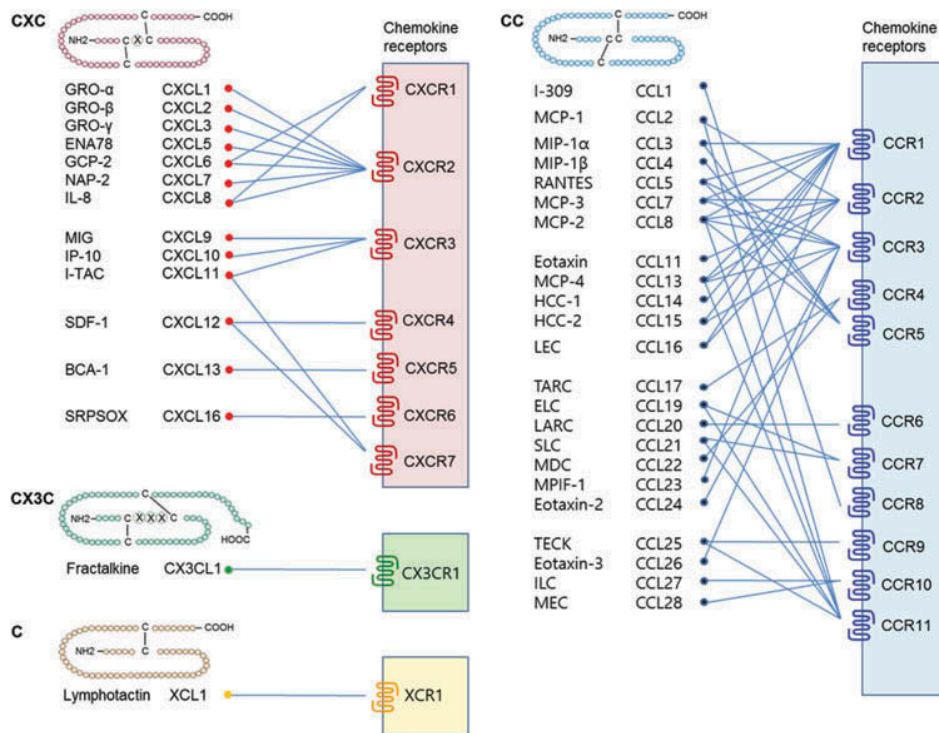 CXC
COOH
NH2
C
C X C
C
Chemokine
receptors
GRO-α CXCL1
GRO-β CXCL2
GRO-γ CXCL3
ENA78 CXCL5
GCP-2 CXCL6
NAP-2 CXCL7
IL-8 CXCL8
MIG CXCL9
IP-10 CXCL10
I-TAC CXCL11
SDF-1 CXCL12
BCA-1 CXCL13
SRPSOX CXCL16
CXCR1
CXCR2
CXCR3
CXCR4
CXCR5
CXCR6
CXCR7
CX3C
C
NH2
C X X X C
C
HOOC
Fractalkine CX3CL1
CX3CR1
C
COOH
C
NH2
C
Lymphotactin XCL1
XCR1
CC
COOH
C
NH2
C C
C
Chemokine
receptors
I-309 CCL1
MCP-1 CCL2
MIP-1α CCL3
MIP-1β CCL4
RANTES CCL5
MCP-3 CCL7
MCP-2 CCL8
Eotaxin CCL11
MCP-4 CCL13
HCC-1 CCL14
HCC-2 CCL15
LEC CCL16
TARC CCL17
ELC CCL19
LARC CCL20
SLC CCL21
MDC CCL22
MPIF-1 CCL23
Eotaxin-2 CCL24
TECK CCL25
Eotaxin-3 CCL26
ILC CCL27
MEC CCL28
CCR1
CCR2
CCR3
CCR4
CCR5
CCR6
CCR7
CCR8
CCR9
CCR10
CCR11